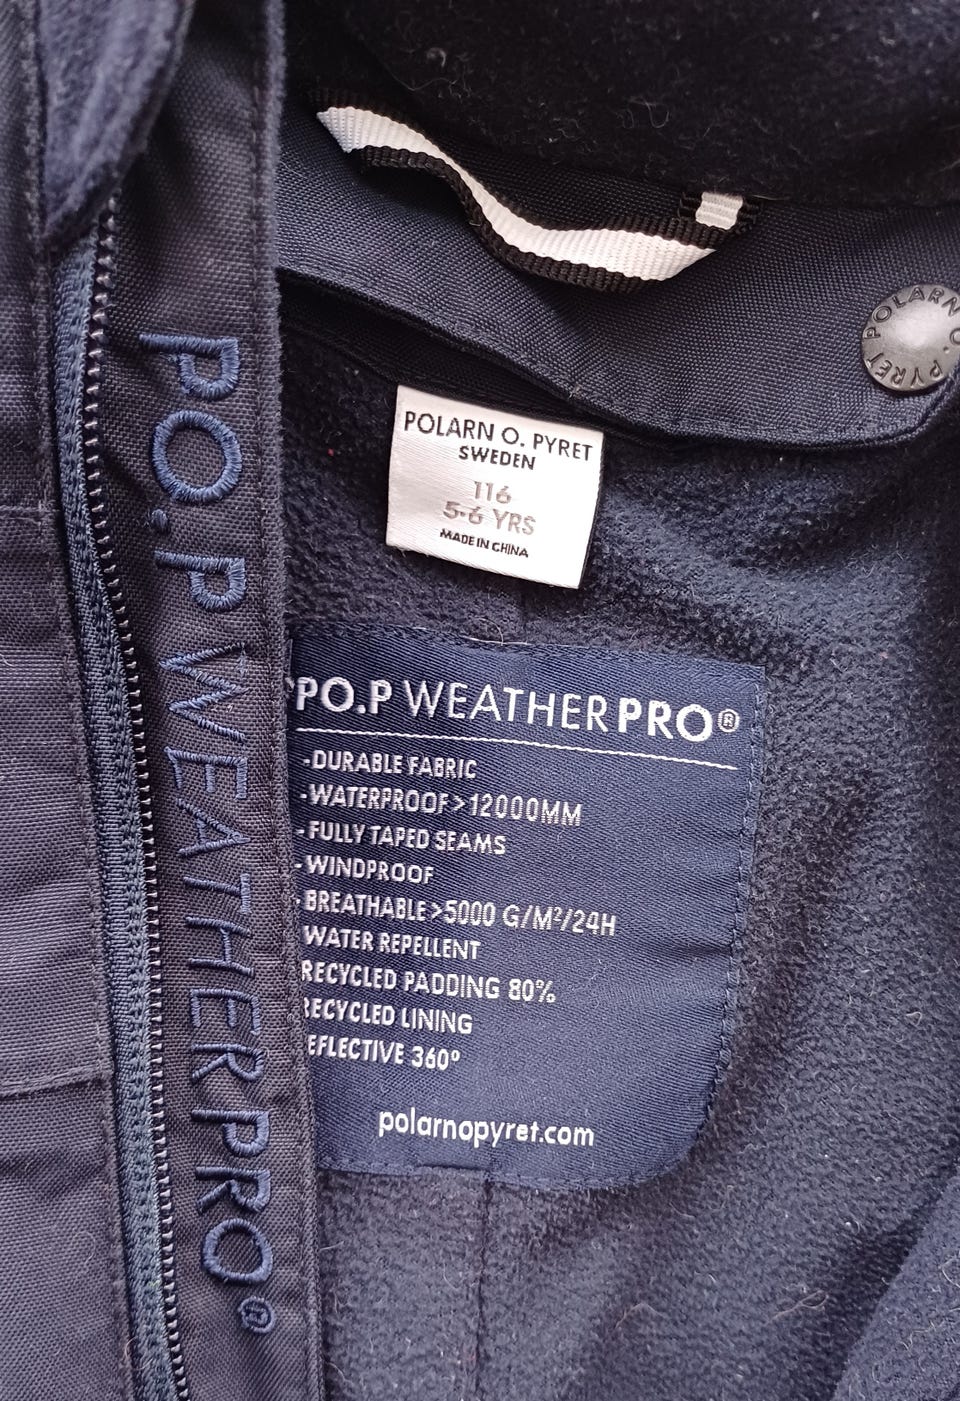 POLARN O. PYRET
PO.P WEATHERPRO®
POLARN O. PYRET
SWEDEN
116
5-6 YRS
MADE IN CHINA
PO.P WEATHERPRO®
-DURABLE FABRIC
-WATERPROOF>12000MM
-FULLY TAPED SEAMS
-WINDPROOF
-BREATHABLE>5000 G/M²/24H
WATER REPELLENT
RECYCLED PADDING 80%
RECYCLED LINING
EFLECTIVE 360°
polarnopyret.com